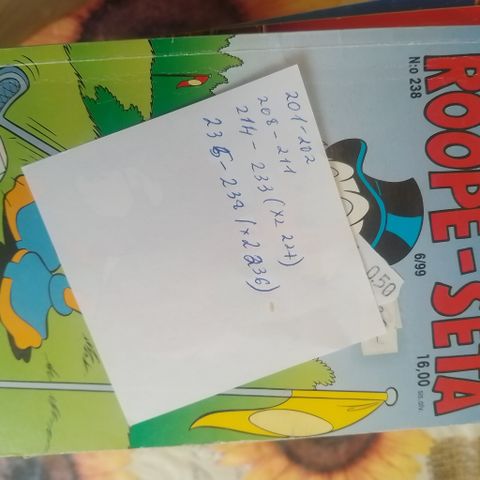 ROOPE-SETÄ
N:o 238
6/99
16,00
0,50
201-202
208-211
214-233 (x2 227)
235-238 (x2 236)